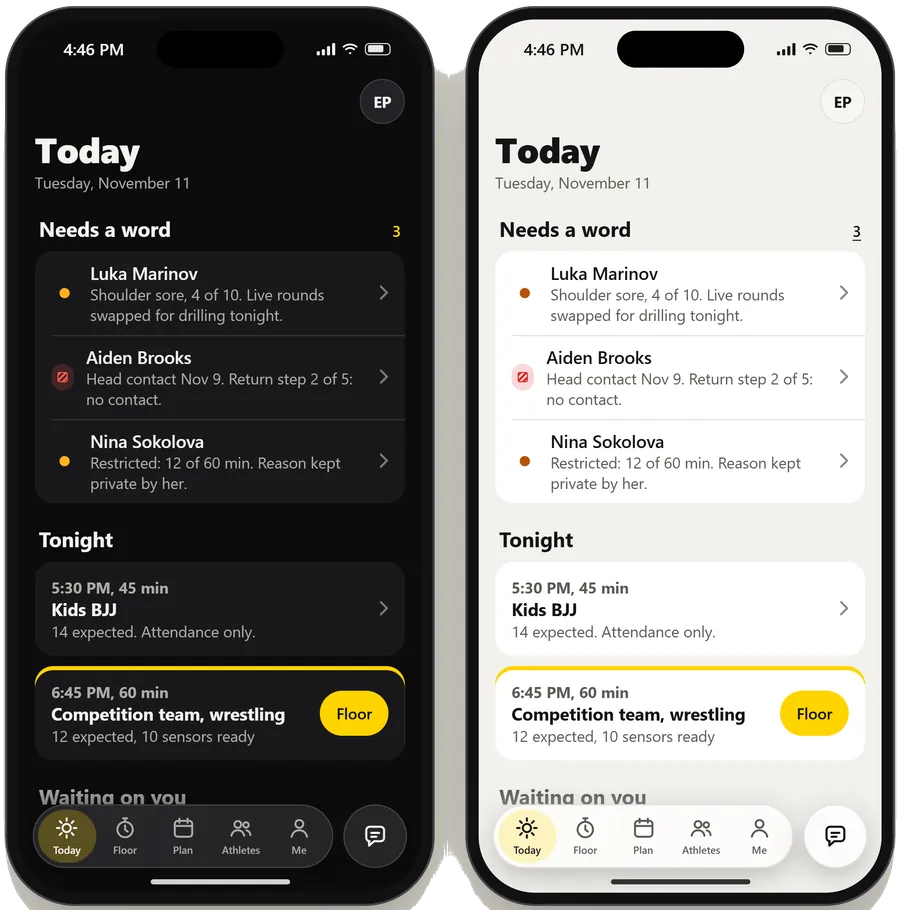 4:46 PM
EP
Today
Tuesday, November 11
Needs a word
3
Luka Marinov
Shoulder sore, 4 of 10. Live rounds
swapped for drilling tonight.
Aiden Brooks
Head contact Nov 9. Return step 2 of 5:
no contact.
Nina Sokolova
Restricted: 12 of 60 min. Reason kept
private by her.
Tonight
5:30 PM, 45 min
Kids BJJ
14 expected. Attendance only.
6:45 PM, 60 min
Competition team, wrestling
12 expected, 10 sensors ready
Floor
Waiting on you
Today
Floor
Plan
Athletes
Me
4:46 PM
EP
Today
Tuesday, November 11
Needs a word
3
Luka Marinov
Shoulder sore, 4 of 10. Live rounds
swapped for drilling tonight.
Aiden Brooks
Head contact Nov 9. Return step 2 of 5:
no contact.
Nina Sokolova
Restricted: 12 of 60 min. Reason kept
private by her.
Tonight
5:30 PM, 45 min
Kids BJJ
14 expected. Attendance only.
6:45 PM, 60 min
Competition team, wrestling
12 expected, 10 sensors ready
Floor
Waiting on you
Today
Floor
Plan
Athletes
Me